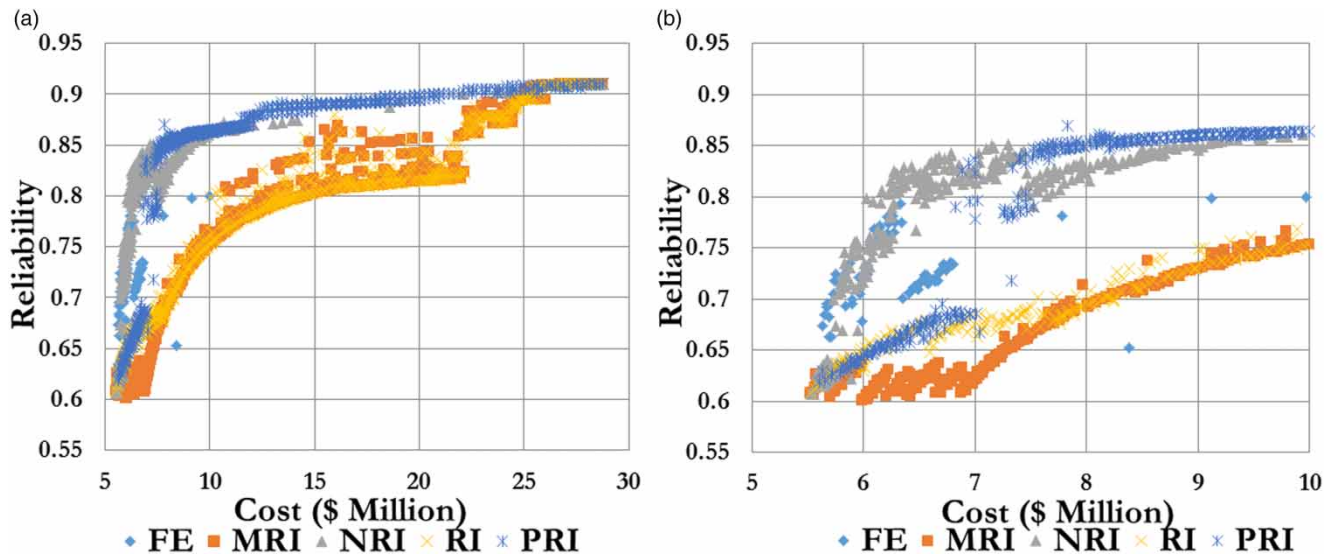 (a)
0.95
0.9
0.85
0.8
0.75
0.7
0.65
0.6
0.55
Reliability
5 10 15 20 25 30
Cost ($ Million)
FE MRI NRI RI PRI
(b)
0.95
0.9
0.85
0.8
0.75
0.7
0.65
0.6
0.55
Reliability
5 6 7 8 9 10
Cost ($ Million)
FE MRI NRI RI PRI